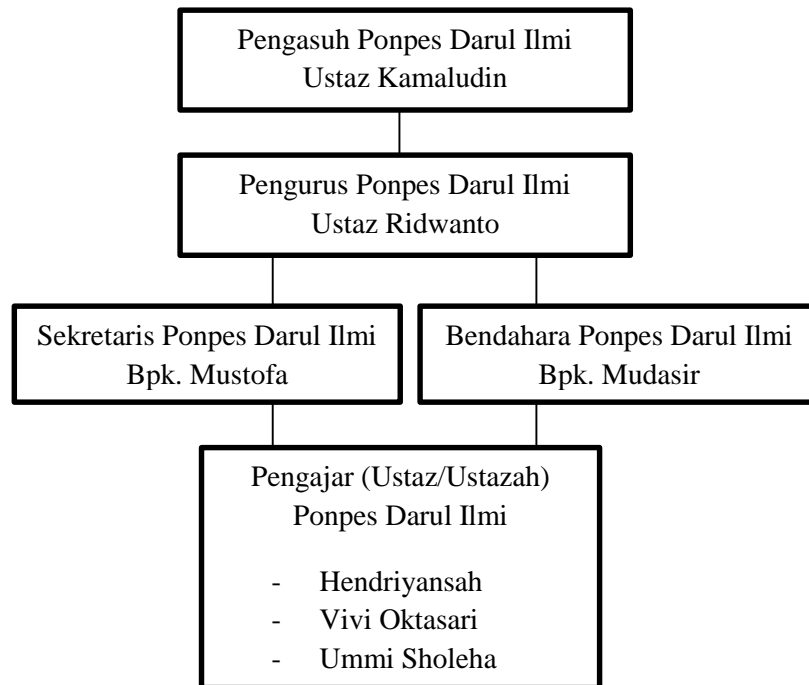 Pengasuh Ponpes Darul Ilmi
Ustaz Kamaludin
Pengurus Ponpes Darul Ilmi
Ustaz Ridwanto
Sekretaris Ponpes Darul Ilmi
Bpk. Mustofa
Bendahara Ponpes Darul Ilmi
Bpk. Mudasir
Pengajar (Ustaz/Ustazah)
Ponpes Darul Ilmi
- Hendriyansah
- Vivi Oktasari
- Ummi Sholeha